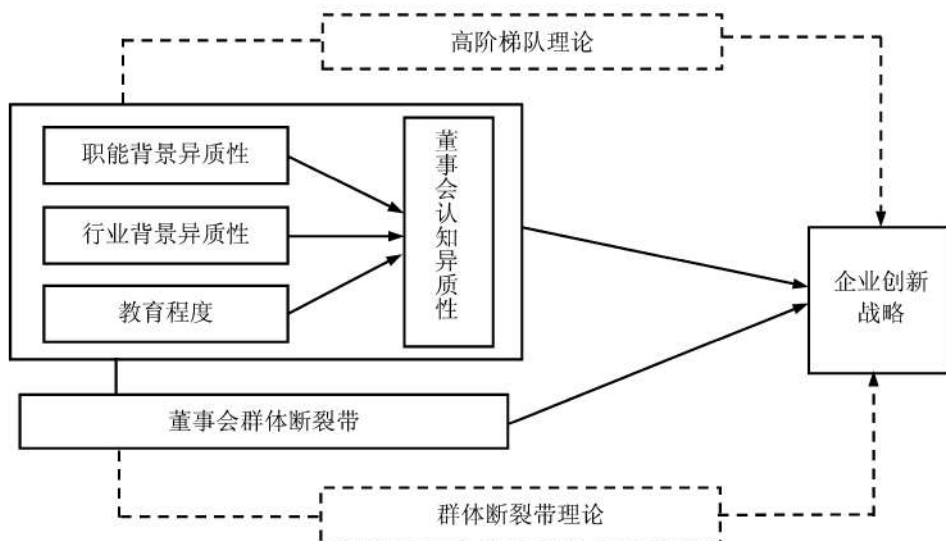 高阶梯队理论
职能背景异质性
行业背景异质性
教育程度
董事会认知异质性
企业创新
战略
董事会群体断裂带
群体断裂带理论